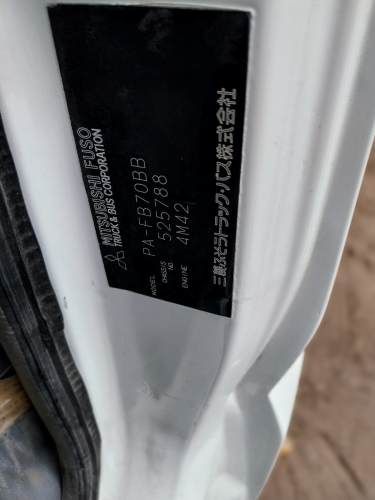 MITSUBISHI FUSO
TRUCK & BUS CORPORATION
MODEL PA-FB70BB
CHASSIS NO. 525788
ENGINE 4M42
三菱ふそうトラック・バス株式会社